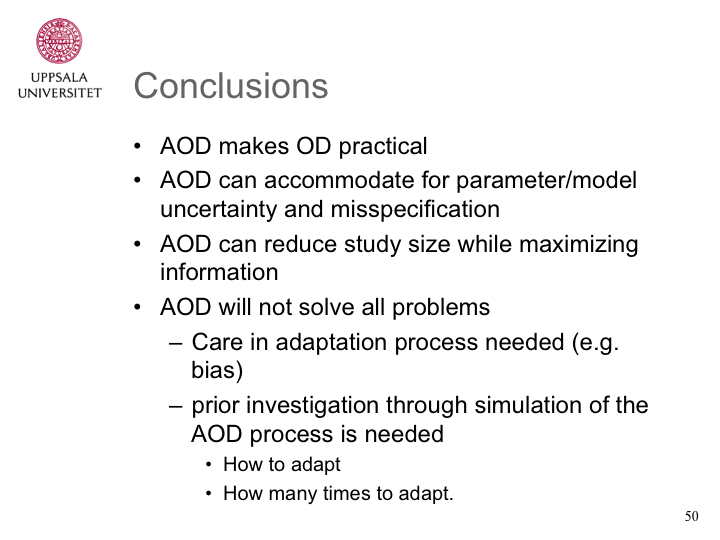 UPPSALA
UNIVERSITET
Conclusions
• AOD makes OD practical
• AOD can accommodate for parameter/model
uncertainty and misspecification
• AOD can reduce study size while maximizing
information
• AOD will not solve all problems
– Care in adaptation process needed (e.g.
bias)
– prior investigation through simulation of the
AOD process is needed
• How to adapt
• How many times to adapt.
50